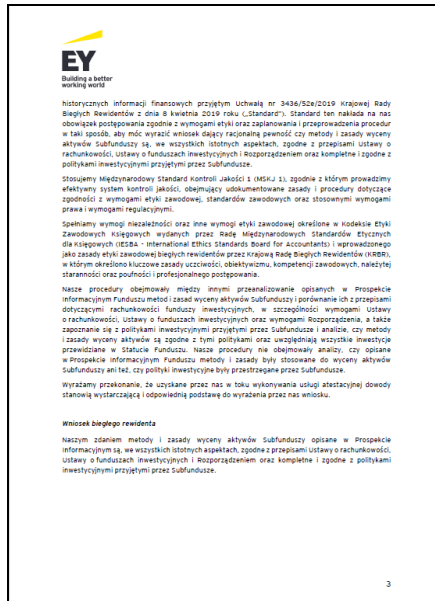 EY
Building a better
working world
historycznych informacji finansowych przyjętym Uchwałą nr 3436/52e/2019 Krajowej Rady
Biegłych Rewidentów z dnia 8 kwietnia 2019 roku („Standard”). Standard ten nakłada na nas
obowiązek postępowania zgodnie z wymogami etyki oraz zaplanowania i przeprowadzenia procedur
w taki sposób, aby móc wyrazić wniosek dający racjonalną pewność czy metody i zasady wyceny
aktywów Subfunduszy są, we wszystkich istotnych aspektach, zgodne z przepisami Ustawy o
rachunkowości, Ustawy o funduszach inwestycyjnych i Rozporządzeniem oraz kompletne i zgodne z
politykami inwestycyjnymi przyjętymi przez Subfundusze.
Stosujemy Międzynarodowy Standard Kontroli Jakości 1 (MSKJ 1), zgodnie z którym prowadzimy
efektywny system kontroli jakości, obejmujący udokumentowane zasady i procedury dotyczące
zgodności z wymogami etyki zawodowej, standardów zawodowych oraz stosownymi wymogami
prawa i wymogami regulacyjnymi.
Spełniamy wymogi niezależności oraz inne wymogi etyki zawodowej określone w Kodeksie Etyki
Zawodowych Księgowych wydanych przez Radę Międzynarodowych Standardów Etycznych
dla Księgowych (IESBA - International Ethics Standards Board for Accountants) i wprowadzonego
jako zasady etyki zawodowej biegłych rewidentów przez Krajową Radę Biegłych Rewidentów (KRBR),
w którym określono kluczowe zasady uczciwości, obiektywizmu, kompetencji zawodowych, należytej
staranności oraz poufności i profesjonalnego postępowania.
Nasze procedury obejmowały między innymi przeanalizowanie opisanych w Prospekcie
Informacyjnym Funduszu metod i zasad wyceny aktywów Subfunduszy i porównanie ich z przepisami
dotyczącymi rachunkowości funduszy inwestycyjnych, w szczególności wymogami Ustawy
o rachunkowości, Ustawy o funduszach inwestycyjnych oraz wymogami Rozporządzenia, a także
zapoznanie się z politykami inwestycyjnymi przyjętymi przez Subfundusze i analizie, czy metody
i zasady wyceny aktywów są zgodne z tymi politykami oraz uwzględniają wszystkie inwestycje
przewidziane w Statucie Funduszu. Nasze procedury nie obejmowały analizy, czy opisane
w Prospekcie Informacyjnym Funduszu metody i zasady były stosowane do wyceny aktywów
Subfunduszy ani też, czy polityki inwestycyjne były przestrzegane przez Subfundusze.
Wyrażamy przekonanie, że uzyskane przez nas w toku wykonywania usługi atestacyjnej dowody
stanowią wystarczającą i odpowiednią podstawę do wyrażenia przez nas wniosku.
Wniosek biegłego rewidenta
Naszym zdaniem metody i zasady wyceny aktywów Subfunduszy opisane w Prospekcie
Informacyjnym są, we wszystkich istotnych aspektach, zgodne z przepisami Ustawy o rachunkowości,
Ustawy o funduszach inwestycyjnych i Rozporządzeniem oraz kompletne i zgodne z politykami
inwestycyjnymi przyjętymi przez Subfundusze.
3